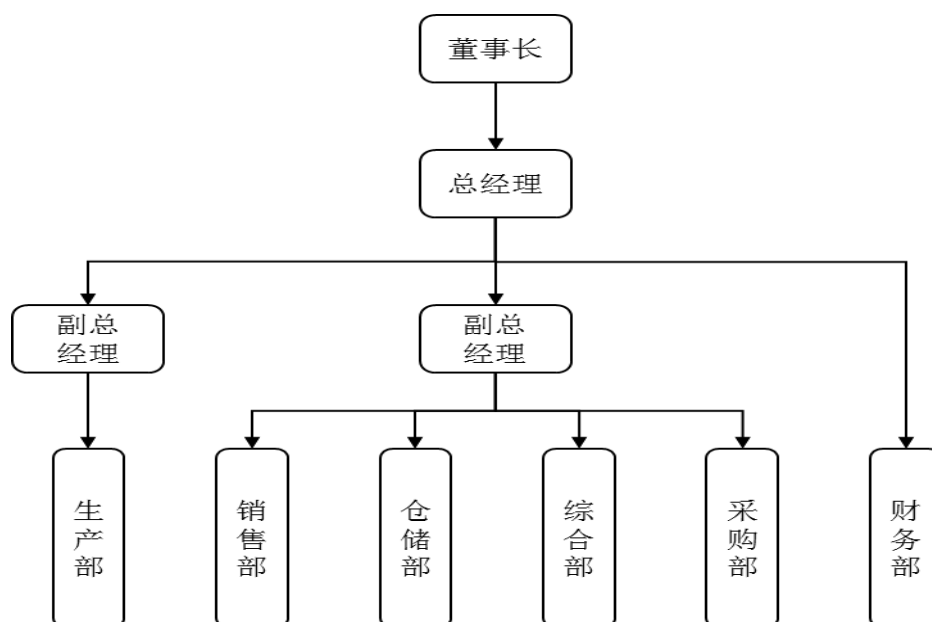 董事长
总经理
副总
经理
副总
经理
生产部
销售部
仓储部
综合部
采购部
财务部